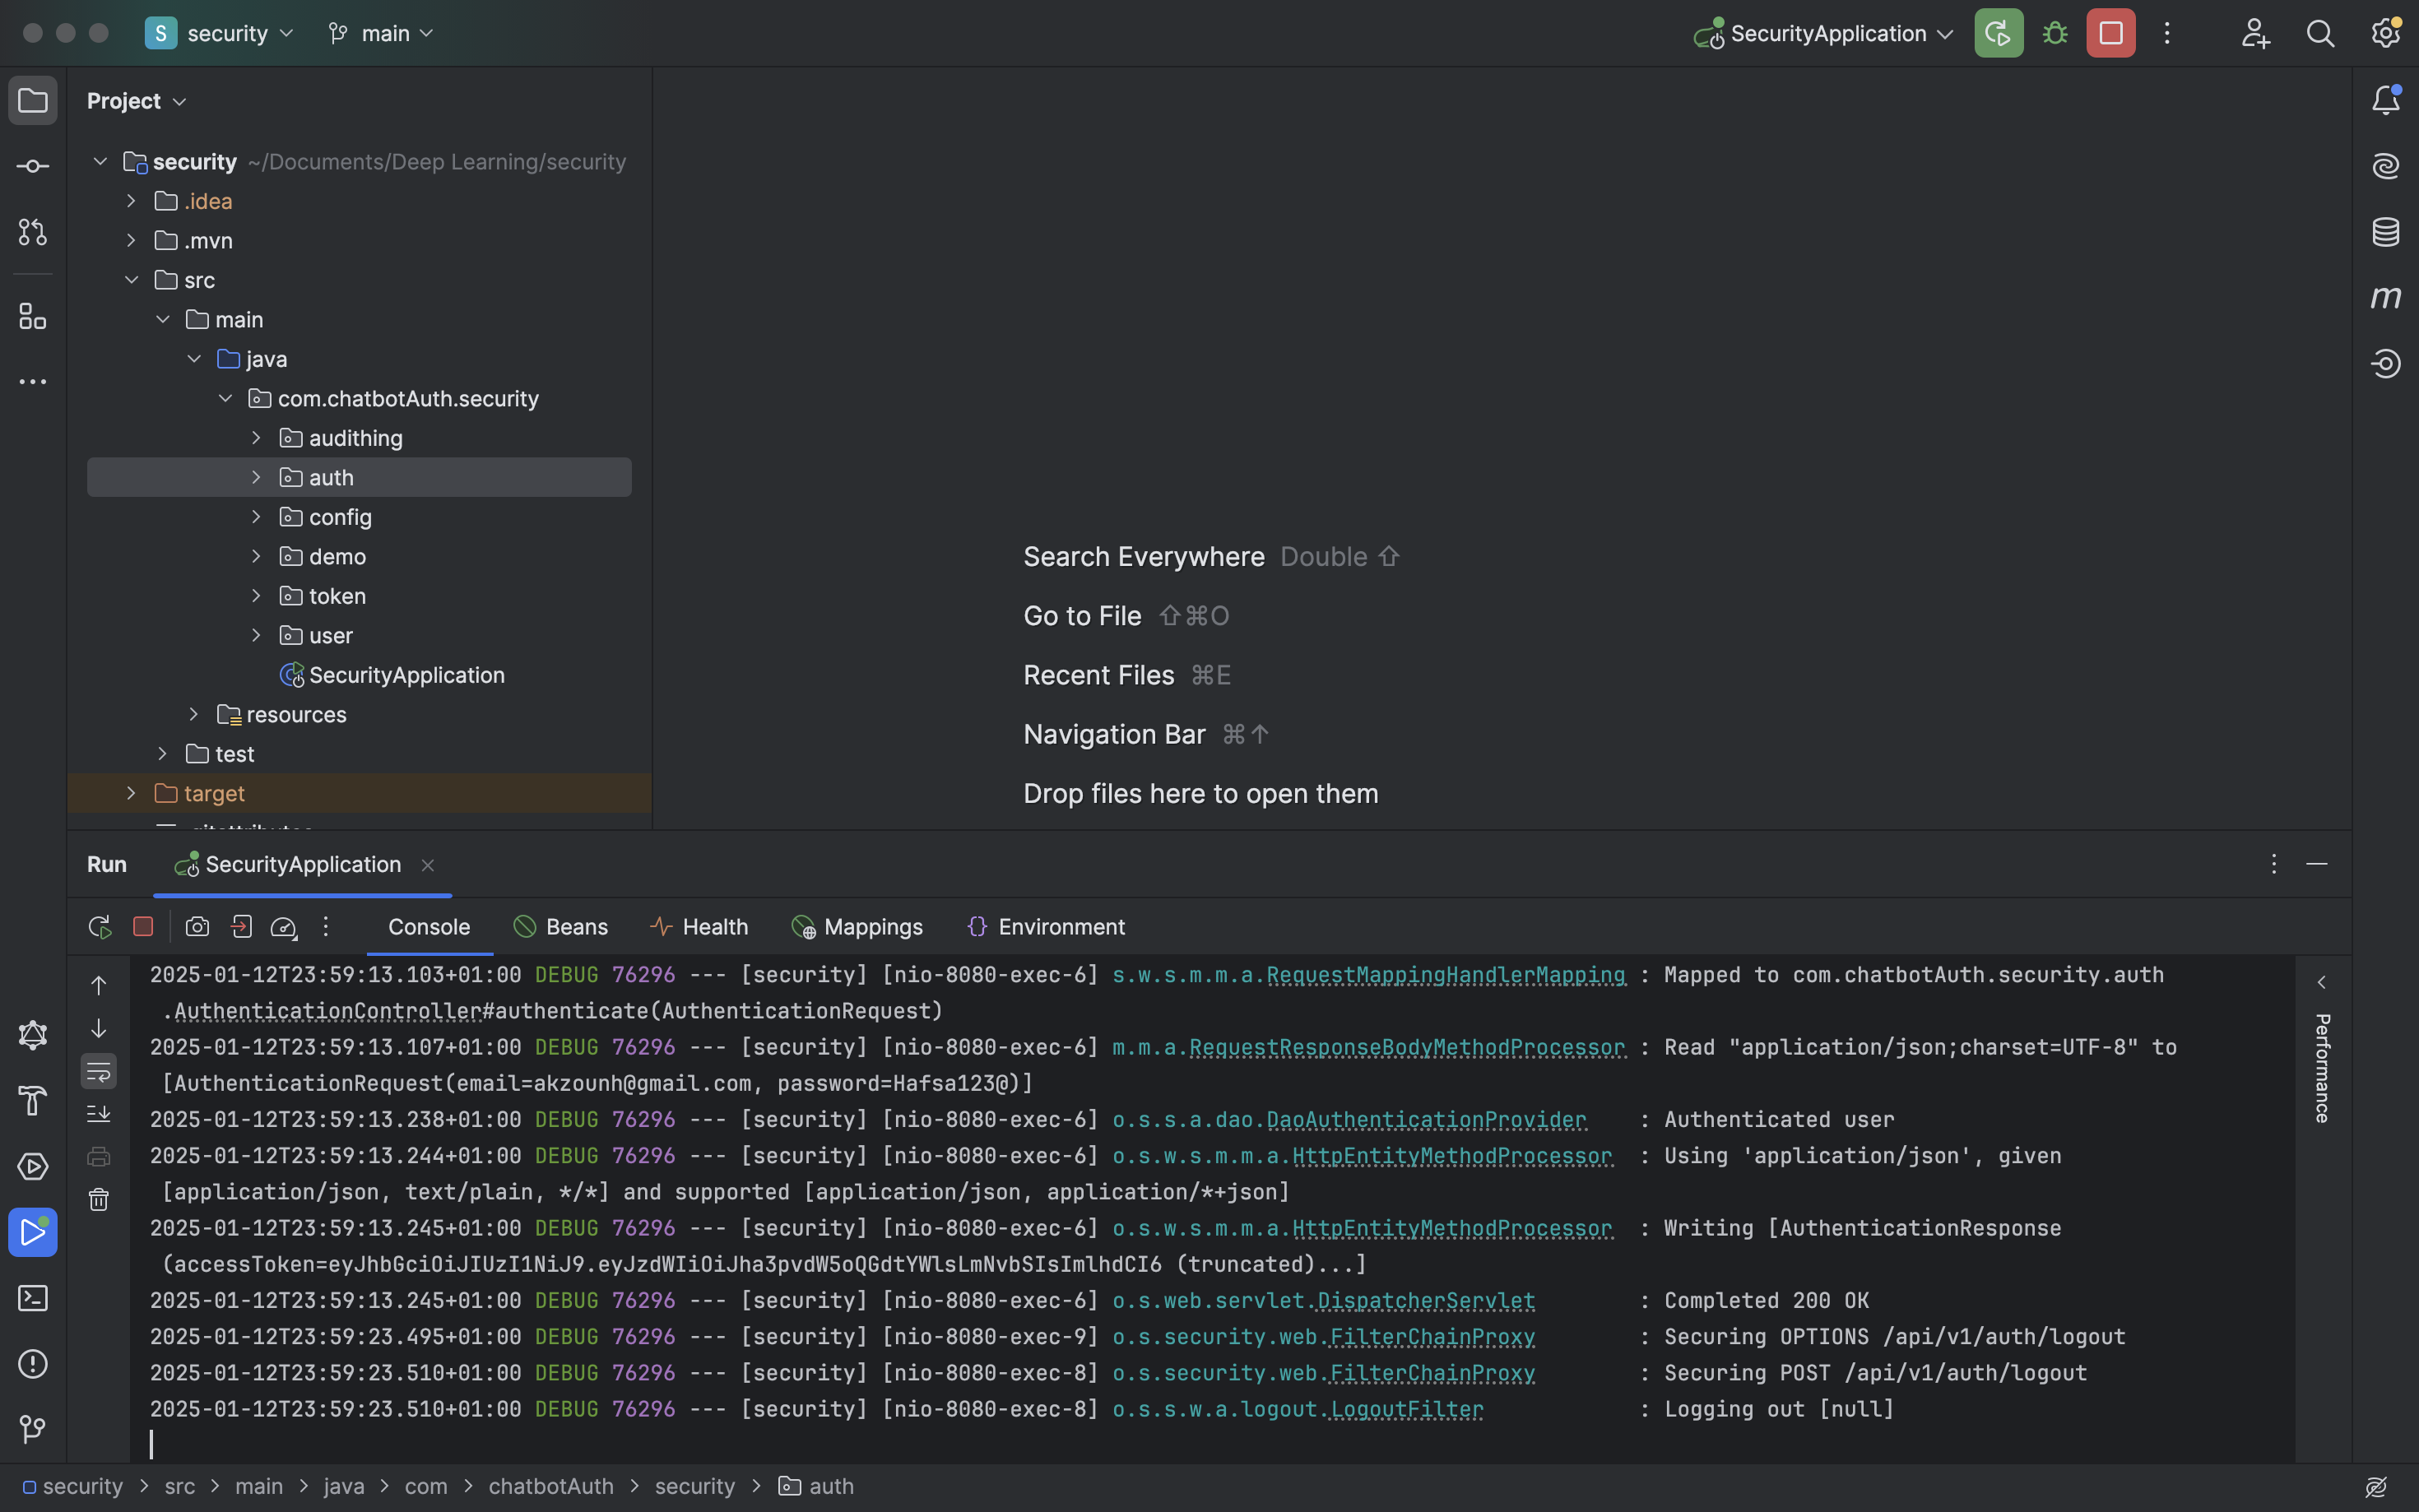 S security main SecurityApplication
Project
security ~/Documents/Deep Learning/security
.idea
.mvn
src
main
java
com.chatbotAuth.security
audithing
auth
config
demo
token
user
SecurityApplication
resources
test
target
.gitattributes
Search Everywhere Double ⇧
Go to File ⇧⌘O
Recent Files ⌘E
Navigation Bar ⌘↑
Drop files here to open them
m
Run SecurityApplication
Console Beans Health Mappings Environment
2025-01-12T23:59:13.103+01:00 DEBUG 76296 --- [security] [nio-8080-exec-6] s.w.s.m.m.a.RequestMappingHandlerMapping : Mapped to com.chatbotAuth.security.auth
.AuthenticationController#authenticate(AuthenticationRequest)
2025-01-12T23:59:13.107+01:00 DEBUG 76296 --- [security] [nio-8080-exec-6] m.m.a.RequestResponseBodyMethodProcessor : Read "application/json;charset=UTF-8" to
[AuthenticationRequest(email=akzounh@gmail.com, password=Hafsa123@)]
2025-01-12T23:59:13.238+01:00 DEBUG 76296 --- [security] [nio-8080-exec-6] o.s.s.a.dao.DaoAuthenticationProvider : Authenticated user
2025-01-12T23:59:13.244+01:00 DEBUG 76296 --- [security] [nio-8080-exec-6] o.s.w.s.m.m.a.HttpEntityMethodProcessor : Using 'application/json', given
[application/json, text/plain, */*] and supported [application/json, application/*+json]
2025-01-12T23:59:13.245+01:00 DEBUG 76296 --- [security] [nio-8080-exec-6] o.s.w.s.m.m.a.HttpEntityMethodProcessor : Writing [AuthenticationResponse
(accessToken=eyJhbGciOiJIUzI1NiJ9.eyJzdWIiOiJha3pvdW5oQGdtYWlsLmNvbSIsImlhdCI6 (truncated)...]
2025-01-12T23:59:13.245+01:00 DEBUG 76296 --- [security] [nio-8080-exec-6] o.s.web.servlet.DispatcherServlet : Completed 200 OK
2025-01-12T23:59:23.495+01:00 DEBUG 76296 --- [security] [nio-8080-exec-9] o.s.security.web.FilterChainProxy : Securing OPTIONS /api/v1/auth/logout
2025-01-12T23:59:23.510+01:00 DEBUG 76296 --- [security] [nio-8080-exec-8] o.s.security.web.FilterChainProxy : Securing POST /api/v1/auth/logout
2025-01-12T23:59:23.510+01:00 DEBUG 76296 --- [security] [nio-8080-exec-8] o.s.s.w.a.logout.LogoutFilter : Logging out [null]
Performance
security > src > main > java > com > chatbotAuth > security > auth